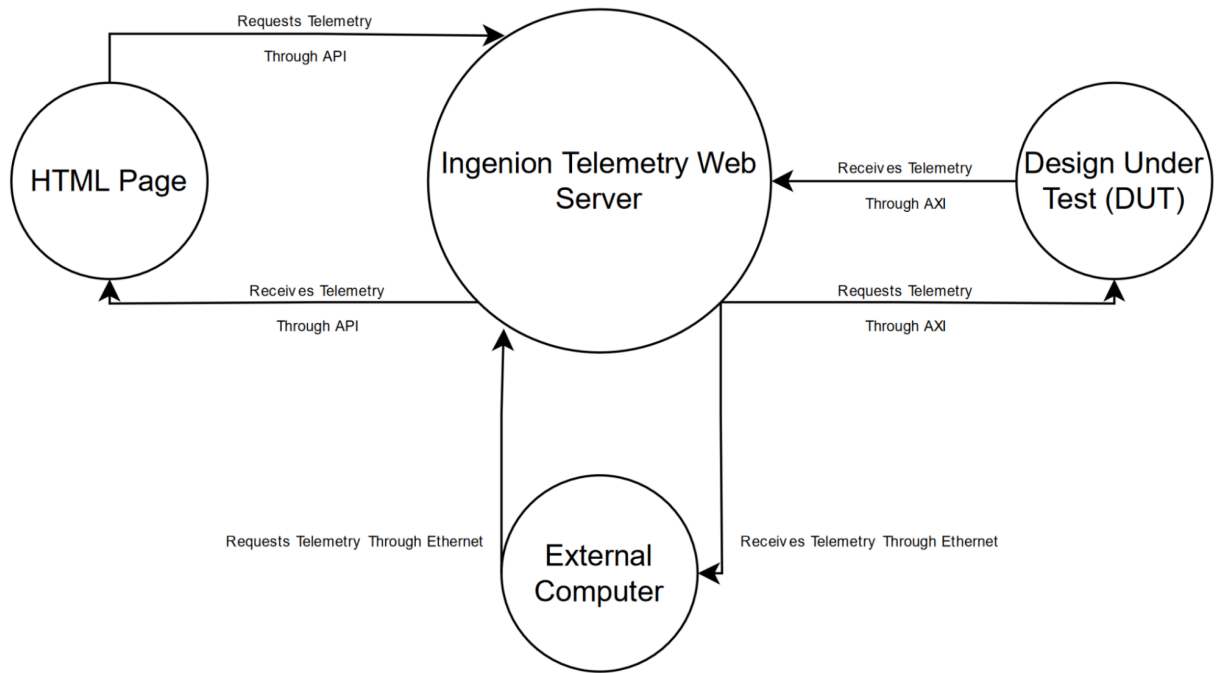 Requests Telemetry
Through API
HTML Page
Ingenion Telemetry Web
Server
Receives Telemetry
Through AXI
Design Under
Test (DUT)
Receives Telemetry
Through API
Requests Telemetry
Through AXI
Requests Telemetry Through Ethernet
External
Computer
Receives Telemetry Through Ethernet